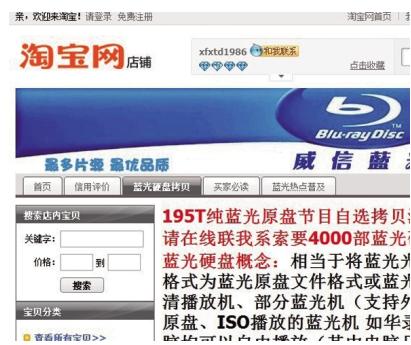 亲，欢迎来淘宝！请登录 免费注册 淘宝网首页
淘宝网 店铺
xfxtd1986 和我联系
点击收藏
Blu-ray Disc
TM
最多片源 最优品质
威信蓝
首页 信用评价 蓝光硬盘拷贝 买家必读 蓝光热点普及
搜索店内宝贝
关键字：
价格： 到
搜索
宝贝分类
查看所有宝贝>>
195T纯蓝光原盘节目自选拷贝
请在线联我系索要4000部蓝光
蓝光硬盘概念：相当于将蓝光光
格式为蓝光原盘文件格式或蓝光
清播放机、部分蓝光机（支持外
原盘、ISO播放的蓝光机 如华录